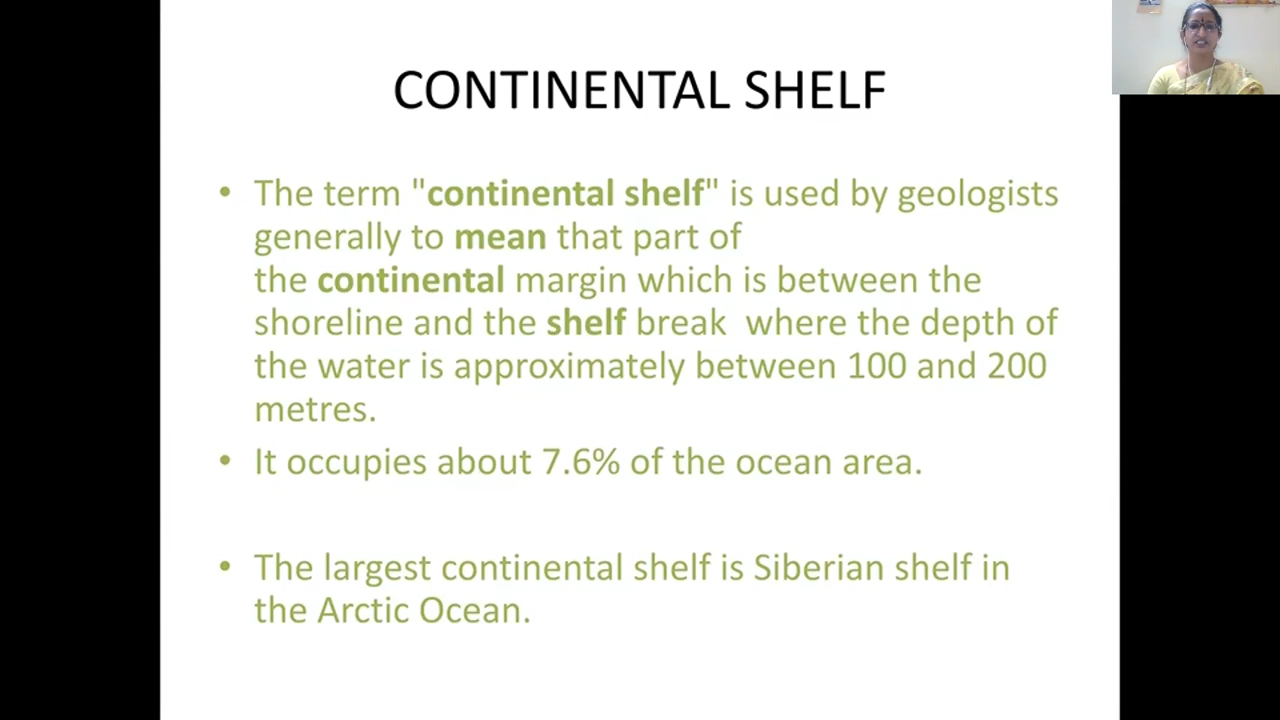 CONTINENTAL SHELF
• The term "continental shelf" is used by geologists
generally to mean that part of
the continental margin which is between the
shoreline and the shelf break where the depth of
the water is approximately between 100 and 200
metres.
• It occupies about 7.6% of the ocean area.
• The largest continental shelf is Siberian shelf in
the Arctic Ocean.